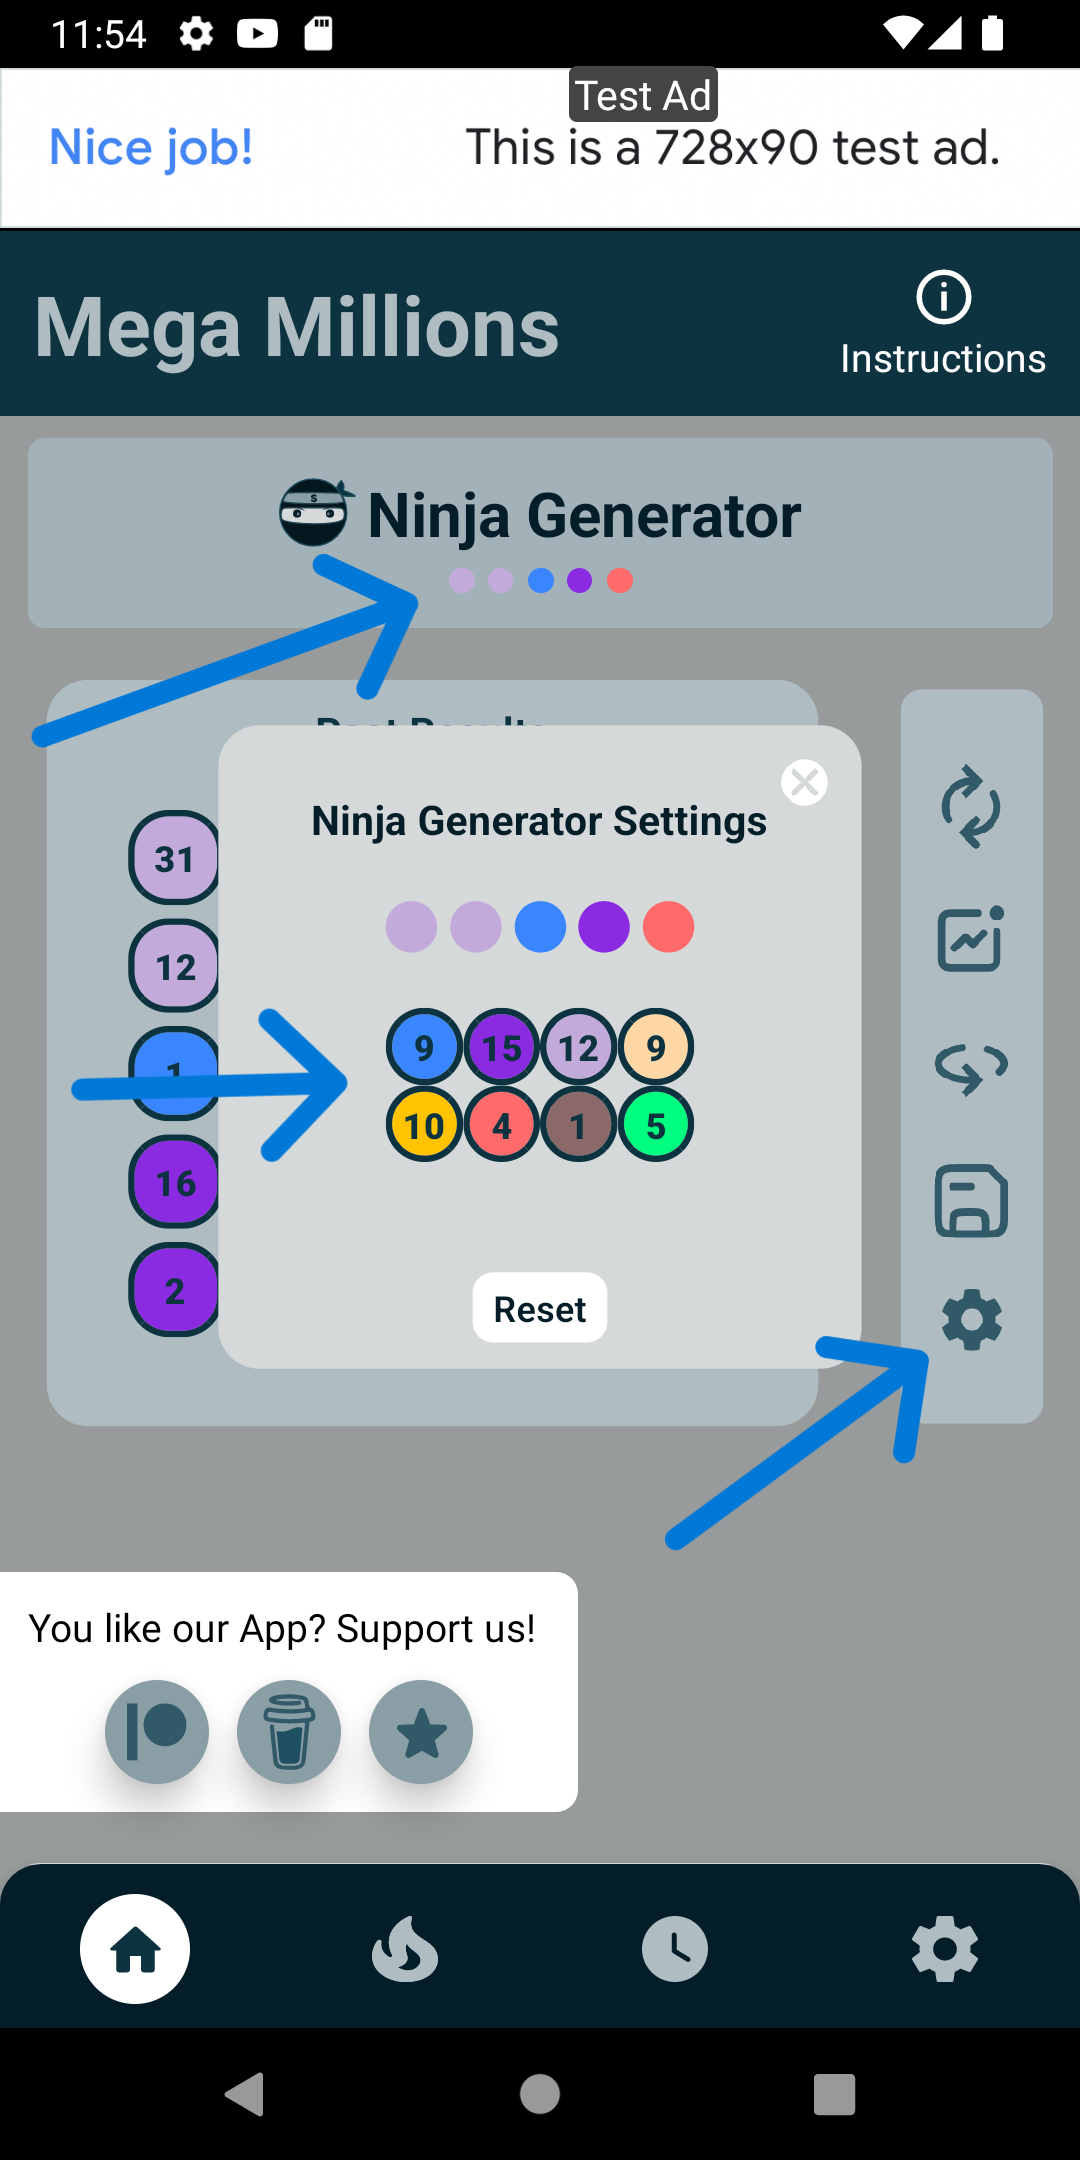 11:54
Test Ad
Nice job!
This is a 728x90 test ad.
Mega Millions
Instructions
$
Ninja Generator
Past Results
Ninja Generator Settings
31
12
1
16
2
9 15 12 9
10 4 1 5
Reset
You like our App? Support us!